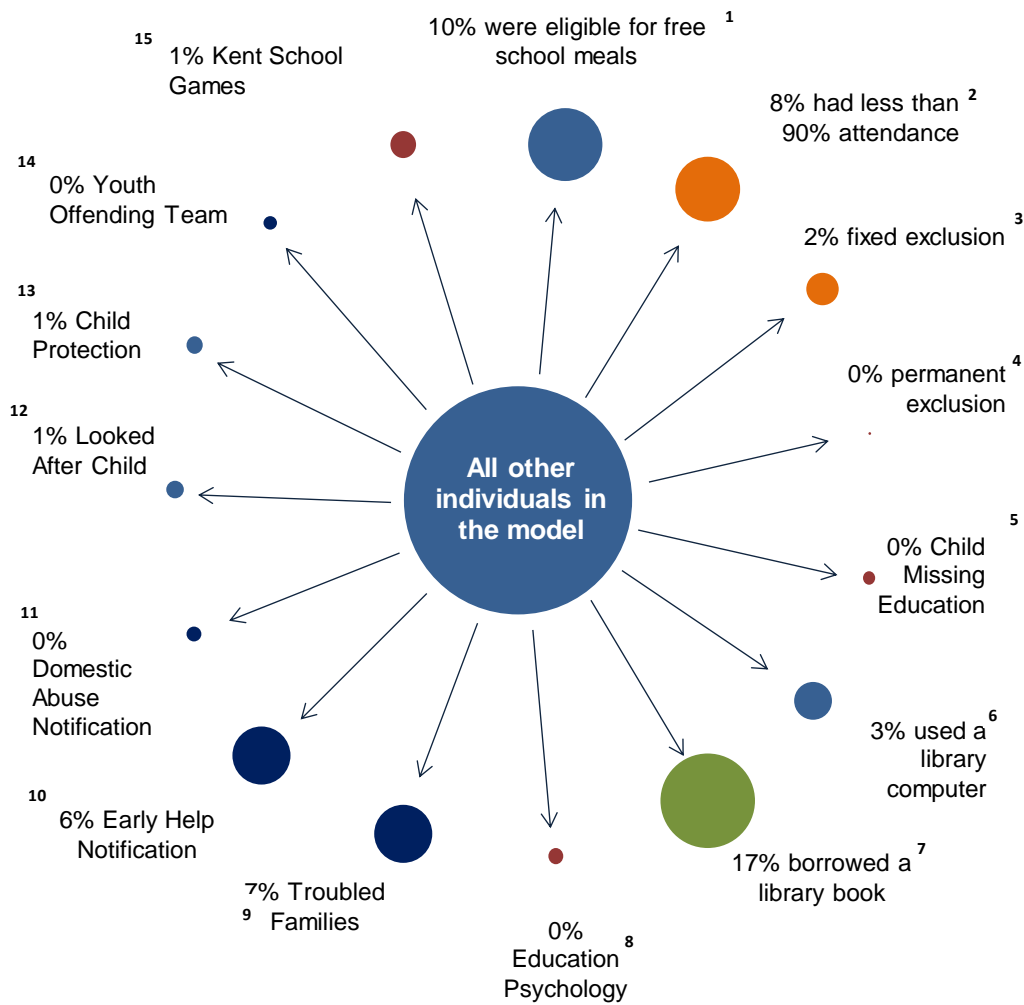 10% were eligible for free 1
school meals
8% had less than 2
90% attendance
2% fixed exclusion 3
0% permanent 4
exclusion
5
0% Child
Missing
Education
3% used a 6
library
computer
17% borrowed a 7
library book
0%
Education 8
Psychology
7% Troubled
9 Families
10
6% Early Help
Notification
11
0%
Domestic
Abuse
Notification
12
1% Looked
After Child
13
1% Child
Protection
14
0% Youth
Offending Team
15
1% Kent School
Games
All other
individuals in
the model